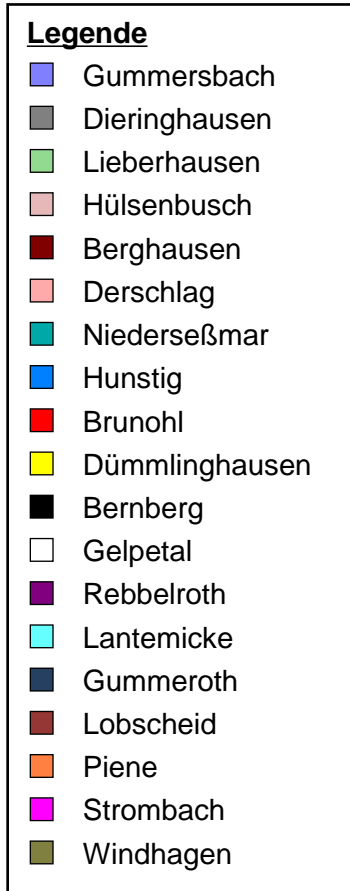 Legende
Gummersbach
Dieringhausen
Lieberhausen
Hülsenbusch
Berghausen
Derschlag
Niederseßmar
Hunstig
Brunohl
Dümmlinghausen
Bernberg
Gelpetal
Rebbelroth
Lantemicke
Gummeroth
Lobscheid
Piene
Strombach
Windhagen